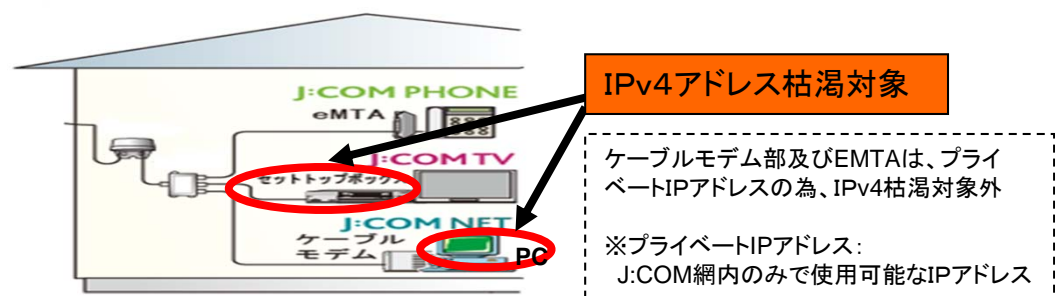 J:COM PHONE
eMTA
J:COM TV
セットトップボックス
J:COM NET
ケーブル
モデム
PC
IPv4アドレス枯渇対象
ケーブルモデム部及びEMTAは、プライ
ベートIPアドレスの為、IPv4枯渇対象外
※プライベートIPアドレス:
J:COM網内のみで使用可能なIPアドレス